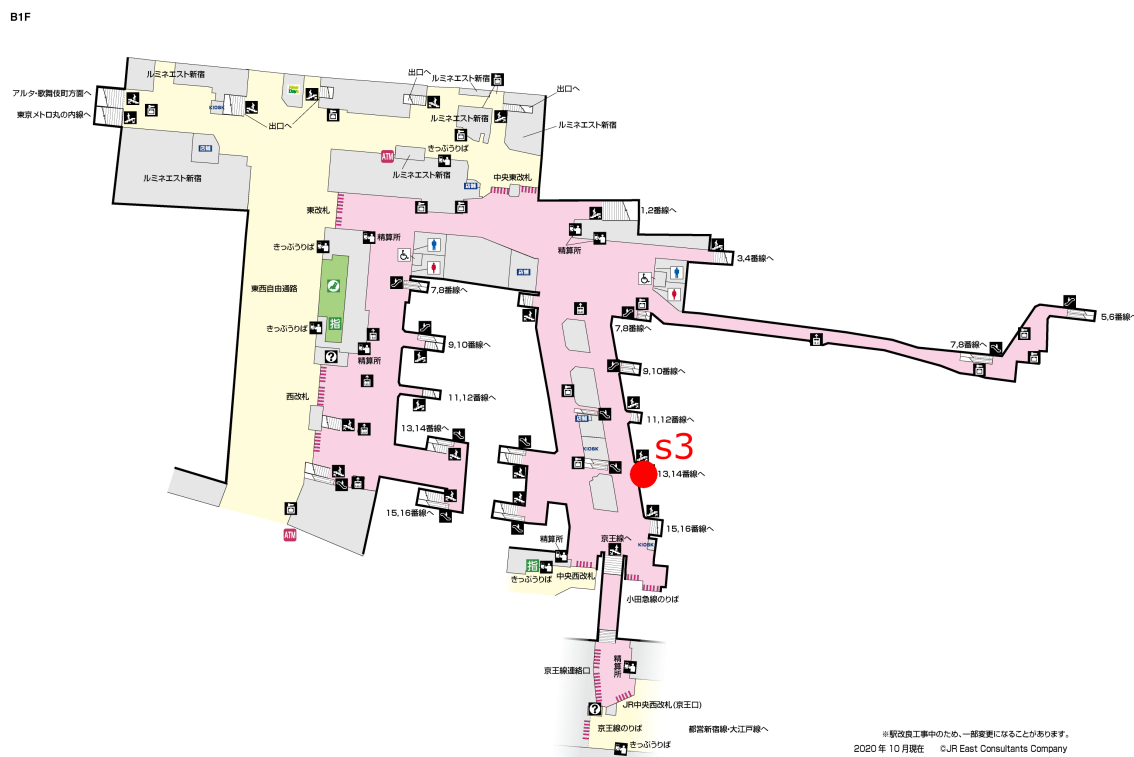 B1F
ルミネエスト新宿
出口へ
ルミネエスト新宿
アルタ・歌舞伎町方面へ
KIOSK
出口へ
東京メトロ丸の内線へ
出口へ
ルミネエスト新宿
ルミネエスト新宿
店舗
きっぷうりば
ATM
ルミネエスト新宿
ルミネエスト新宿
中央東改札
店舗
東改札
1,2番線へ
精算所
きっぷうりば
精算所
3,4番線へ
店舗
東西自由通路
7,8番線へ
指
きっぷうりば
7,8番線へ
5,6番線へ
9,10番線へ
7,8番線へ
?
精算所
9,10番線へ
西改札
11,12番線へ
11,12番線へ
店舗
13,14番線へ
s3
KIOSK
13,14番線へ
15,16番線へ
15,16番線へ
ATM
精算所
京王線へ
KIOSK
指
きっぷうりば
中央西改札
小田急線のりば
精算所
京王線連絡口
JR中央西改札(京王口)
?
京王線のりば
都営新宿線・大江戸線へ
きっぷうりば
※駅改良工事中のため、一部変更になることがあります。
2020年10月現在 ©JR East Consultants Company